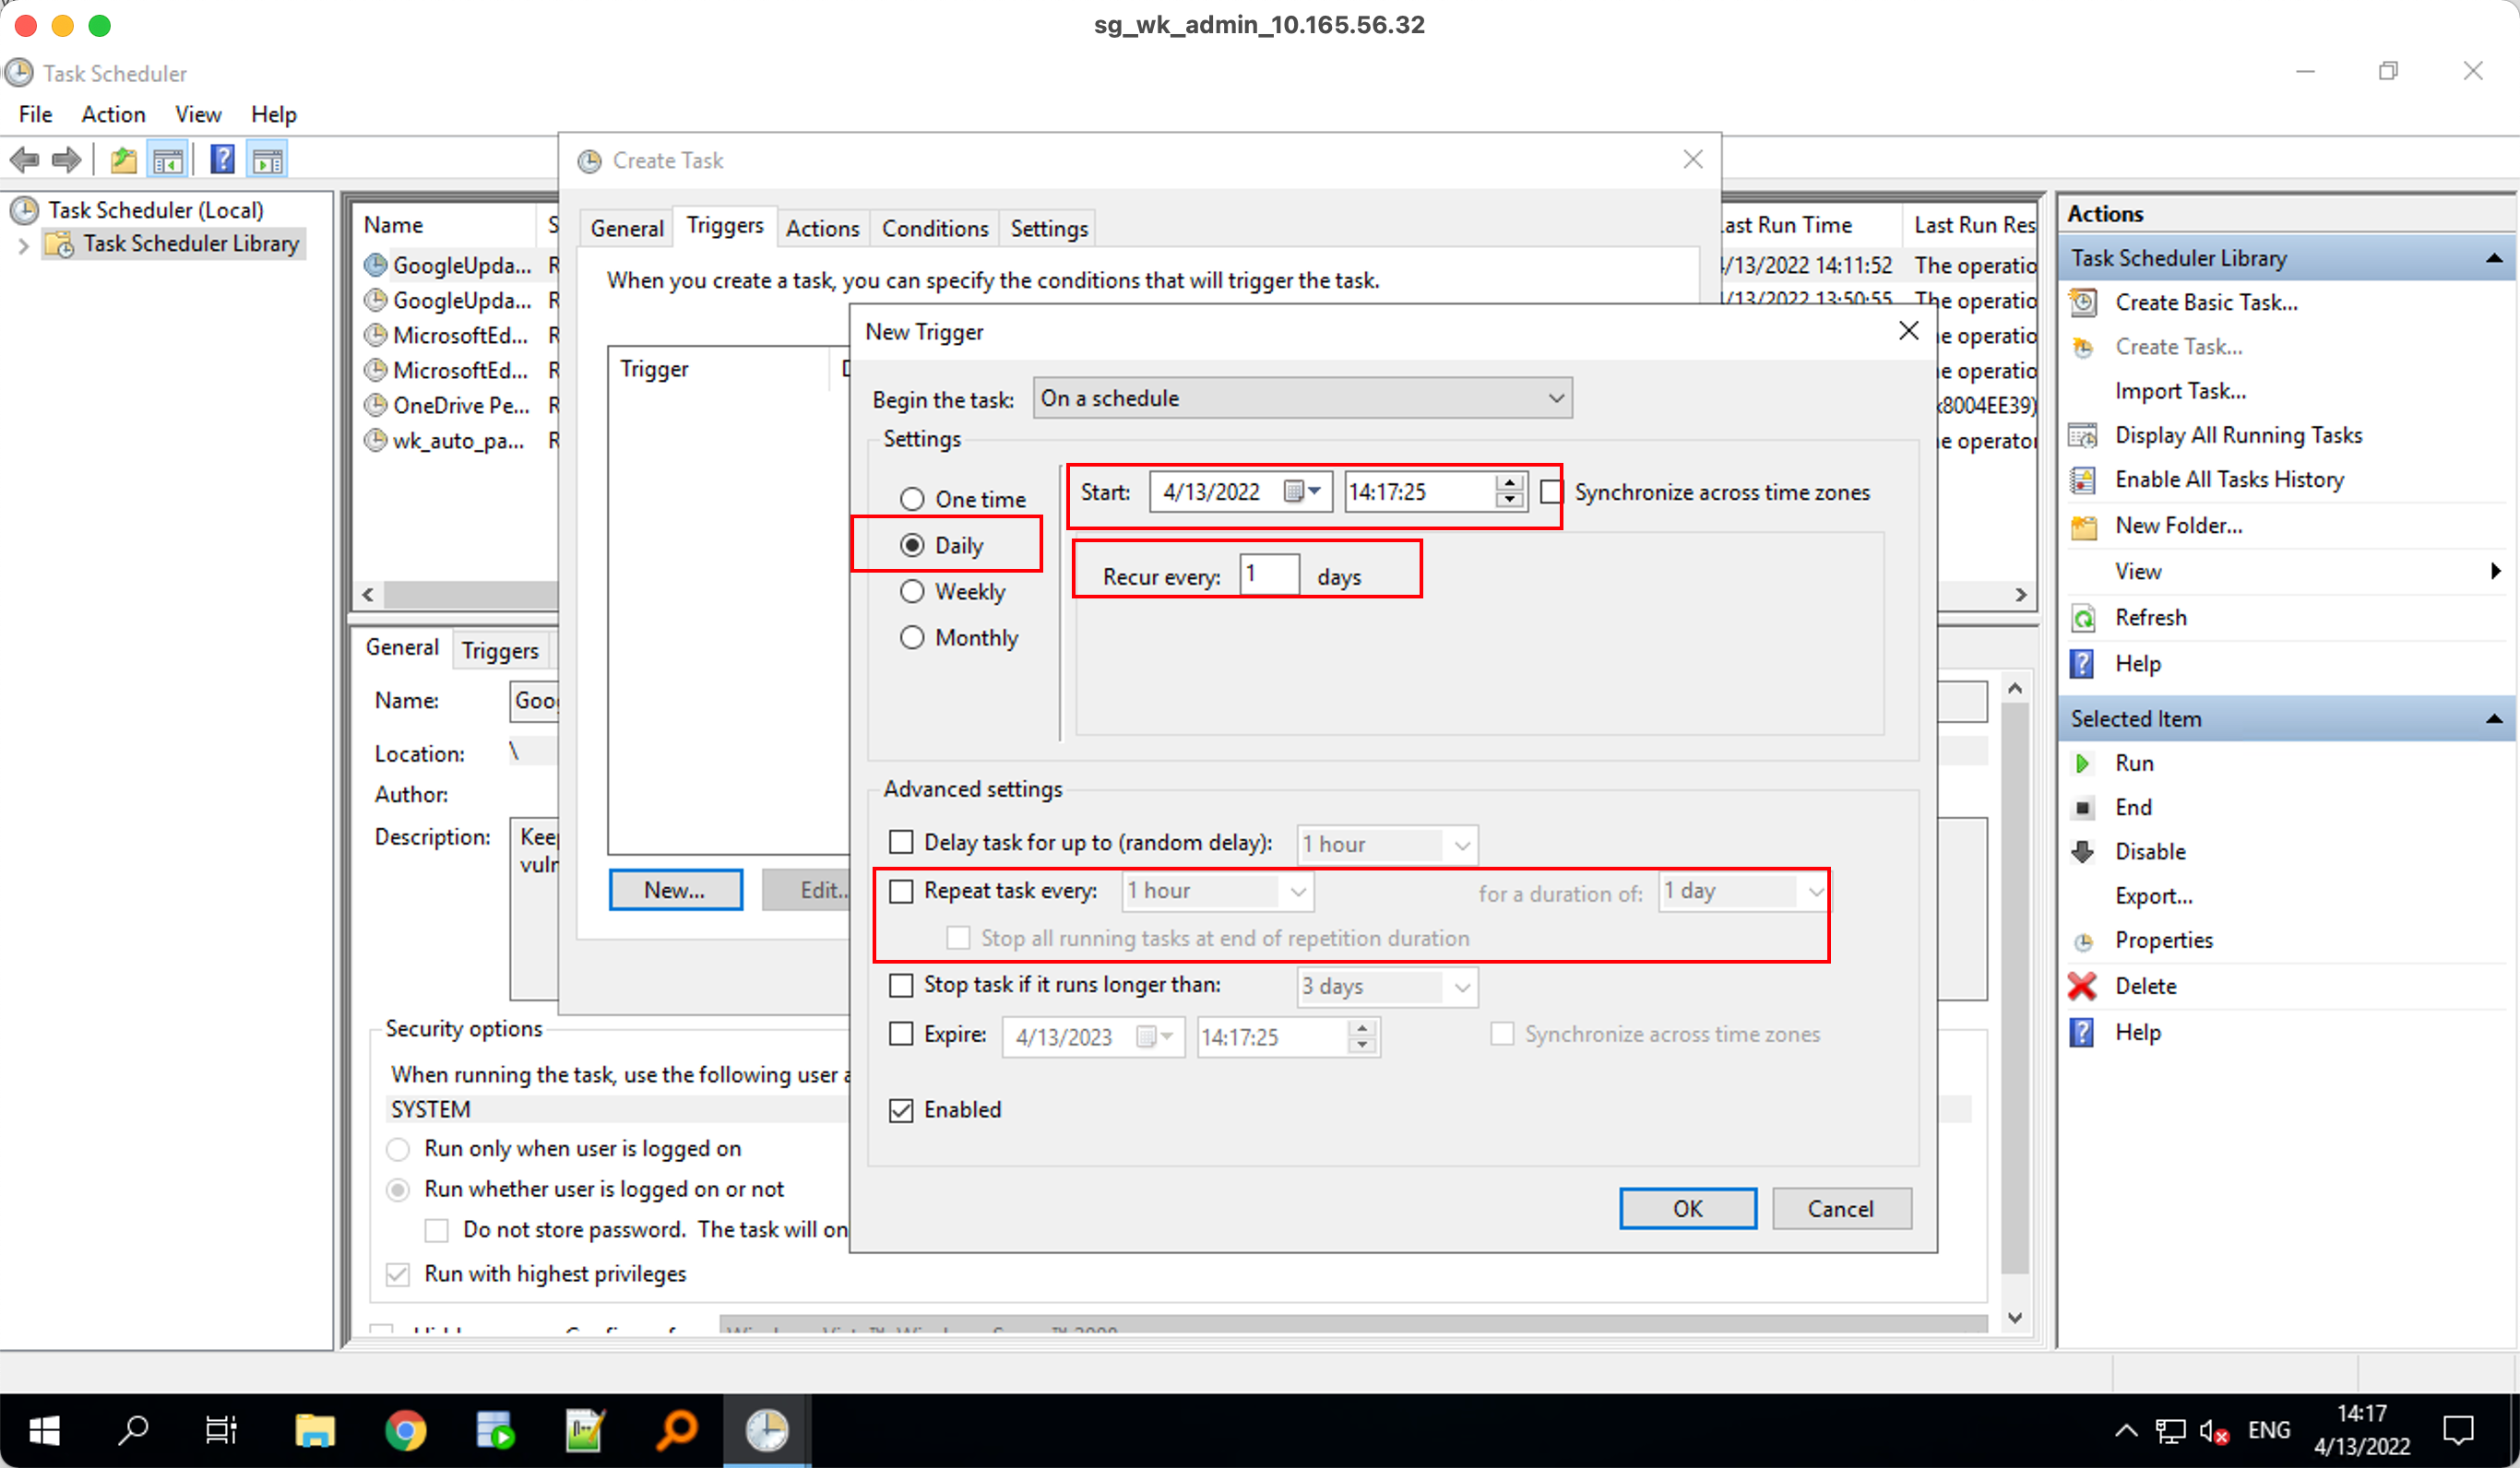 sg_wk_admin_10.165.56.32
Task Scheduler
File Action View Help
Task Scheduler (Local)
Task Scheduler Library
Name S
GoogleUpda... R
GoogleUpda... R
MicrosoftEd... R
MicrosoftEd... R
OneDrive Pe... R
wk_auto_pa... R
Last Run Time Last Run Res
4/13/2022 14:11:52 The operatio
4/13/2022 13:50:55 The operatio
he operatio
he operatio
x8004EE39)
he operator
General Triggers
Name: Goog
Location: \
Author:
Description: Keep
vuln
Security options
When running the task, use the following user a
SYSTEM
Run only when user is logged on
Run whether user is logged on or not
Do not store password. The task will on
Run with highest privileges
Create Task
General Triggers Actions Conditions Settings
When you create a task, you can specify the conditions that will trigger the task.
Trigger D
New... Edit...
New Trigger
Begin the task: On a schedule
Settings
One time
Daily
Weekly
Monthly
Start: 4/13/2022 14:17:25 Synchronize across time zones
Recur every: 1 days
Advanced settings
Delay task for up to (random delay): 1 hour
Repeat task every: 1 hour for a duration of: 1 day
Stop all running tasks at end of repetition duration
Stop task if it runs longer than: 3 days
Expire: 4/13/2023 14:17:25 Synchronize across time zones
Enabled
OK Cancel
Actions
Task Scheduler Library
Create Basic Task...
Create Task...
Import Task...
Display All Running Tasks
Enable All Tasks History
New Folder...
View
Refresh
Help
Selected Item
Run
End
Disable
Export...
Properties
Delete
Help
ENG
14:17
4/13/2022